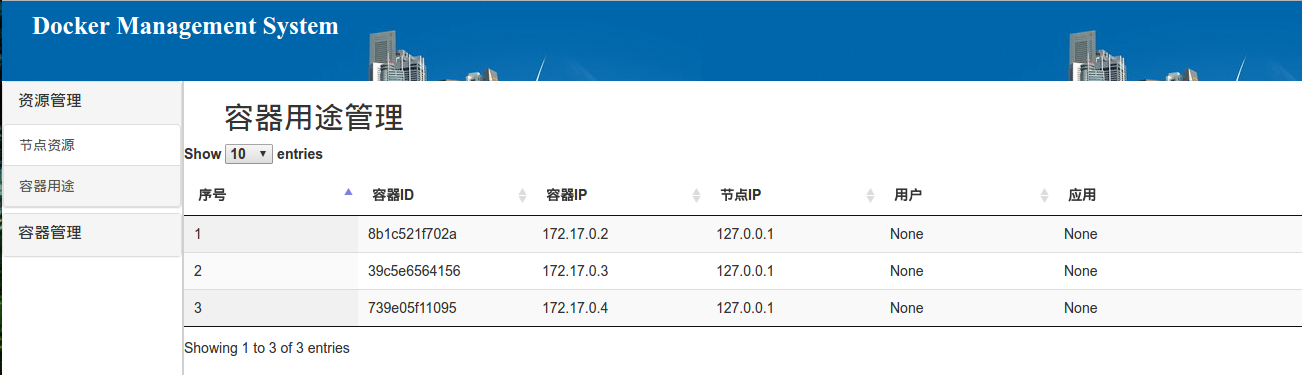 Docker Management System
资源管理
节点资源
容器用途
容器管理
容器用途管理
Show 10 entries
序号 容器ID 容器IP 节点IP 用户 应用
1 8b1c521f702a 172.17.0.2 127.0.0.1 None None
2 39c5e6564156 172.17.0.3 127.0.0.1 None None
3 739e05f11095 172.17.0.4 127.0.0.1 None None
Showing 1 to 3 of 3 entries